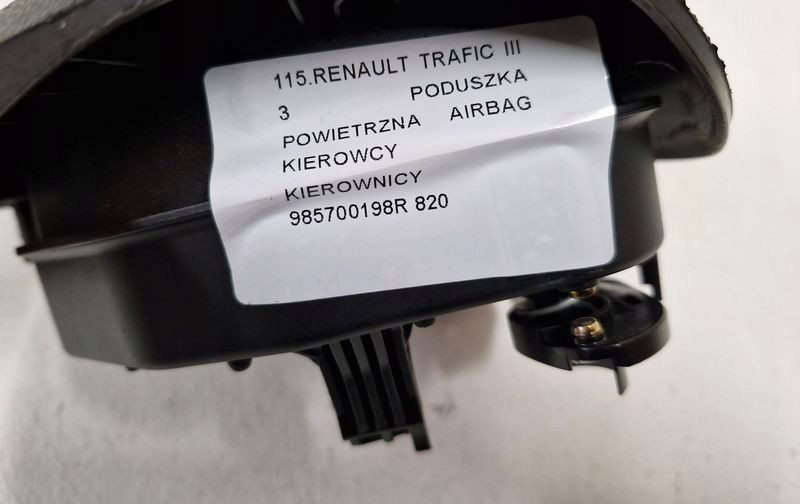 115.RENAULT TRAFIC III
3 PODUSZKA
POWIETRZNA AIRBAG
KIEROWCY
KIEROWNICY
985700198R 820